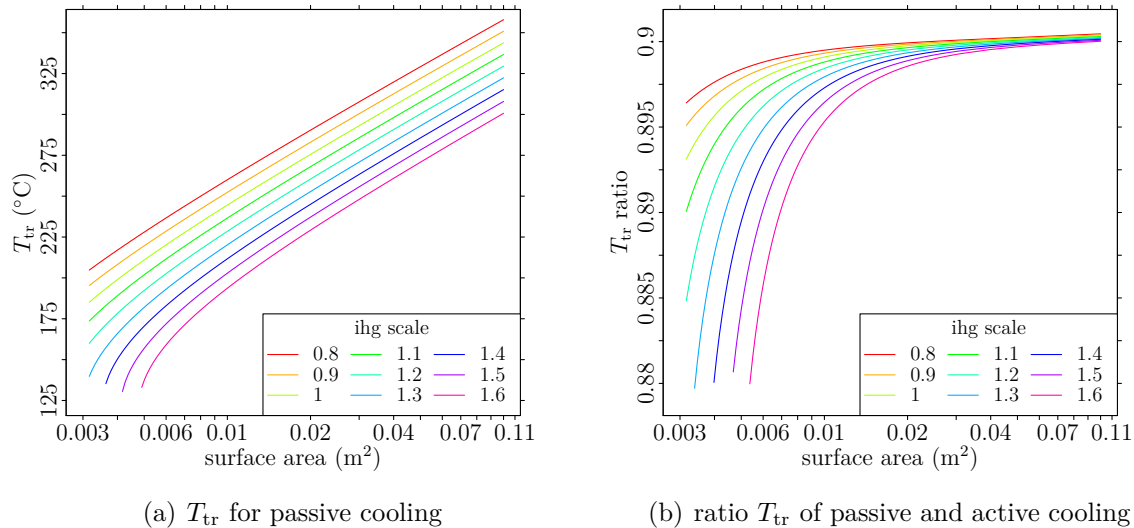 325
275
225
175
125
T_tr (°C)
ihg scale
0.8 1.1 1.4
0.9 1.2 1.5
1 1.3 1.6
0.003 0.006 0.01 0.02 0.04 0.07 0.11
surface area (m²)
(a) T_tr for passive cooling
0.9
0.895
0.89
0.885
0.88
T_tr ratio
ihg scale
0.8 1.1 1.4
0.9 1.2 1.5
1 1.3 1.6
0.003 0.006 0.01 0.02 0.04 0.07 0.11
surface area (m²)
(b) ratio T_tr of passive and active cooling